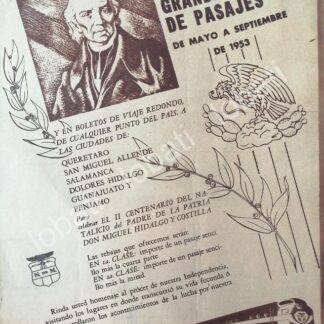 GRAND
DE PASAJES
DE MAYO A SEPTIEMBRE
DE 1953
Y EN BOLETOS DE VIAJE REDONDO,
DE CUALQUIER PUNTO DEL PAIS, A
LAS CIUDADES DE:
QUERETARO
SAN MIGUEL ALLENDE
SALAMANCA
DOLORES HIDALGO
GUANAJUATO Y
PENJAMO
Para
celebrar EL II CENTENARIO DEL NA-
TALICIO del PADRE DE LA PATRIA
DON MIGUEL HIDALGO Y COSTILLA
Las rebajas que ofrecemos serán:
EN 1a. CLASE: importe de un pasaje senci-
llo más la cuarta parte
EN 2a. CLASE: importe de un pasaje senci-
llo más la mitad.
Rinda usted homenaje al prócer de nuestra Independencia,
visitando los lugares en donde transcurrió su vida fecunda &
rollaron los acontecimientos de la lucha por nuestra
N DE M